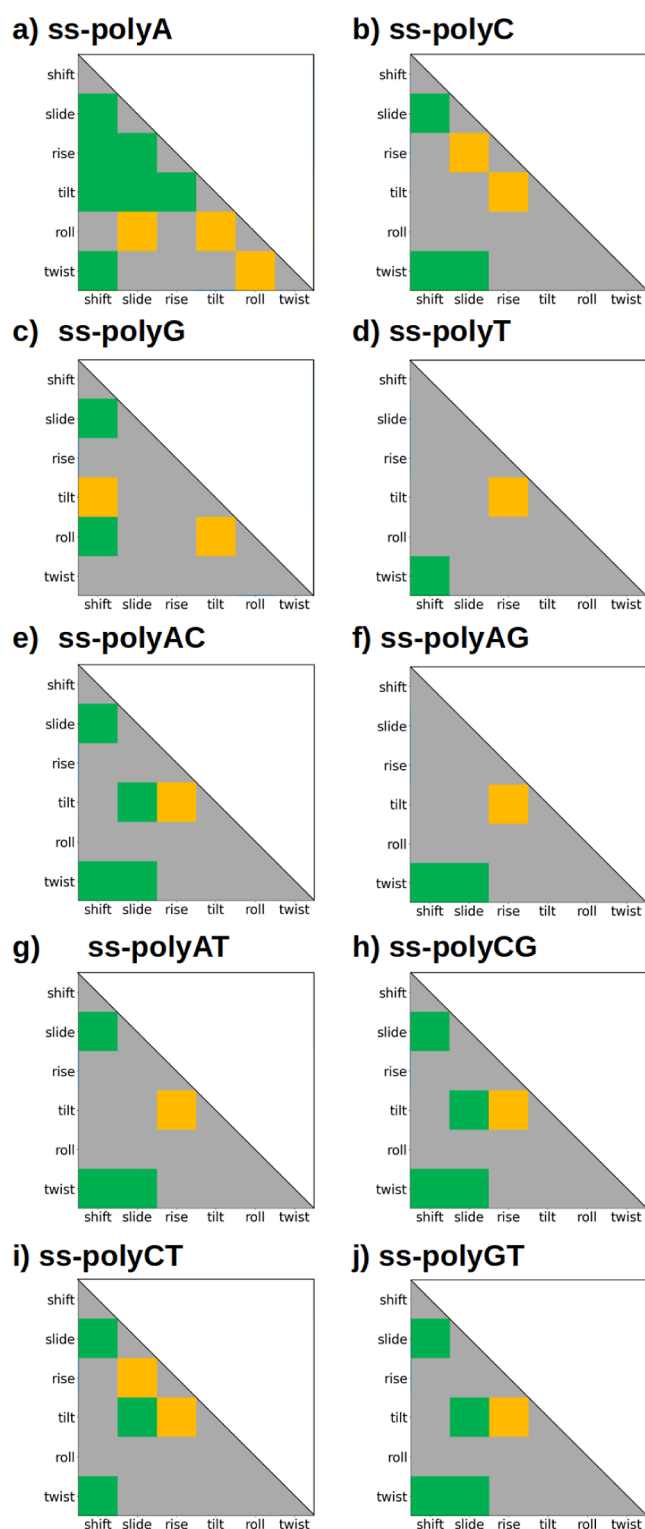 a) ss-polyA
shift
slide
rise
tilt
roll
twist
shift slide rise tilt roll twist
b) ss-polyC
shift
slide
rise
tilt
roll
twist
shift slide rise tilt roll twist
c) ss-polyG
shift
slide
rise
tilt
roll
twist
shift slide rise tilt roll twist
d) ss-polyT
shift
slide
rise
tilt
roll
twist
shift slide rise tilt roll twist
e) ss-polyAC
shift
slide
rise
tilt
roll
twist
shift slide rise tilt roll twist
f) ss-polyAG
shift
slide
rise
tilt
roll
twist
shift slide rise tilt roll twist
g) ss-polyAT
shift
slide
rise
tilt
roll
twist
shift slide rise tilt roll twist
h) ss-polyCG
shift
slide
rise
tilt
roll
twist
shift slide rise tilt roll twist
i) ss-polyCT
shift
slide
rise
tilt
roll
twist
shift slide rise tilt roll twist
j) ss-polyGT
shift
slide
rise
tilt
roll
twist
shift slide rise tilt roll twist